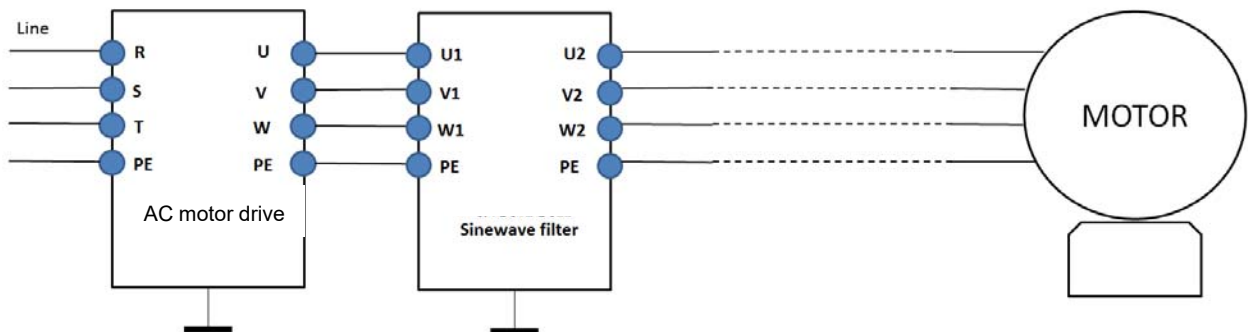 Line
R U U1 U2
S V V1 V2
T W W1 W2
PE PE PE PE
MOTOR
AC motor drive
Sinewave filter